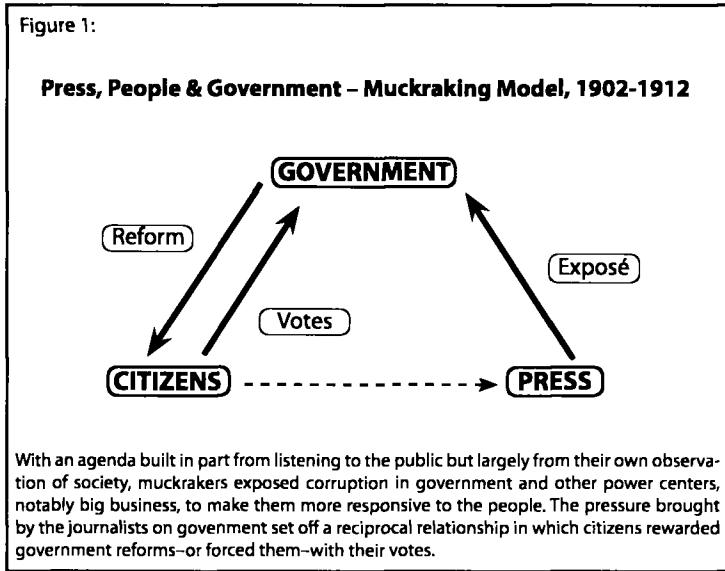 Figure 1:
Press, People & Government – Muckraking Model, 1902-1912
GOVERNMENT
Reform
Exposé
Votes
CITIZENS
PRESS
With an agenda built in part from listening to the public but largely from their own observa-
tion of society, muckrakers exposed corruption in government and other power centers,
notably big business, to make them more responsive to the people. The pressure brought
by the journalists on govenment set off a reciprocal relationship in which citizens rewarded
government reforms–or forced them–with their votes.